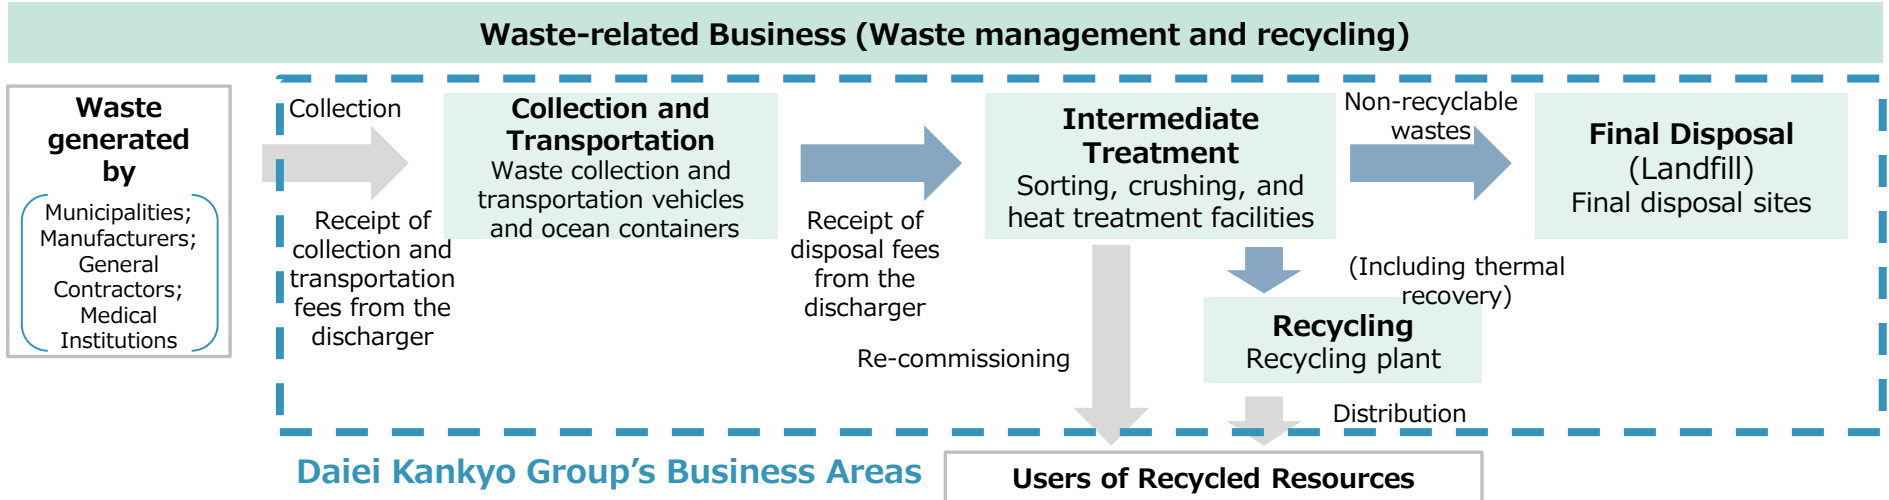 Waste-related Business (Waste management and recycling)
Waste
generated
by
Municipalities;
Manufacturers;
General
Contractors;
Medical
Institutions
Collection
Receipt of
collection and
transportation
fees from the
discharger
Collection and
Transportation
Waste collection and
transportation vehicles
and ocean containers
Receipt of
disposal fees
from the
discharger
Intermediate
Treatment
Sorting, crushing, and
heat treatment facilities
Non-recyclable
wastes
Final Disposal
(Landfill)
Final disposal sites
(Including thermal
recovery)
Recycling
Recycling plant
Re-commissioning
Distribution
Daiei Kankyo Group’s Business Areas
Users of Recycled Resources